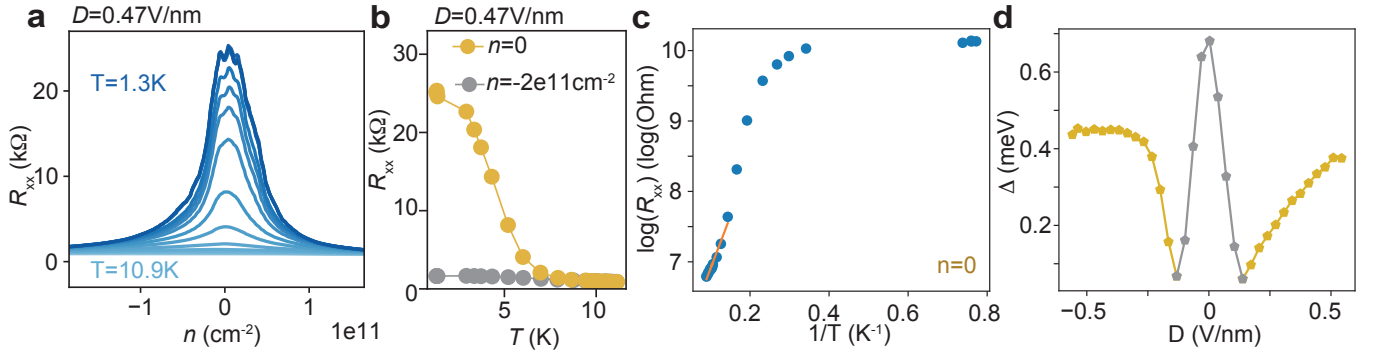 a
D=0.47V/nm
T=1.3K
T=10.9K
20
10
0
Rxx (kΩ)
−1
0
1
n (cm⁻²)
1e11
b
D=0.47V/nm
n=0
n=-2e11cm⁻²
30
20
10
0
Rxx (kΩ)
5
10
T (K)
c
10
9
8
7
log(Rxx) (log(Ohm)
n=0
0.2
0.4
0.6
0.8
1/T (K⁻¹)
d
0.6
0.4
0.2
Δ (meV)
−0.5
0
0.5
D (V/nm)